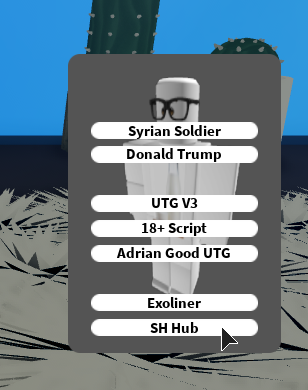 Syrian Soldier
Donald Trump
UTG V3
18+ Script
Adrian Good UTG
Exoliner
SH Hub